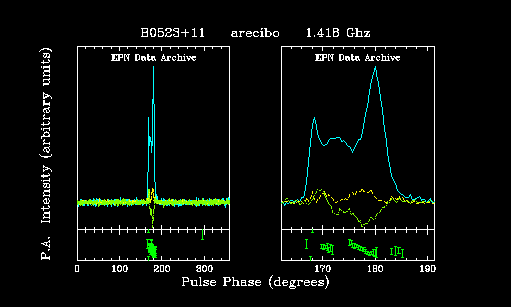 B0523+11 arecibo 1.418 Ghz
EPN Data Archive EPN Data Archive
P.A. Intensity (arbitrary units)
0 100 200 300 170 180 190
Pulse Phase (degrees)